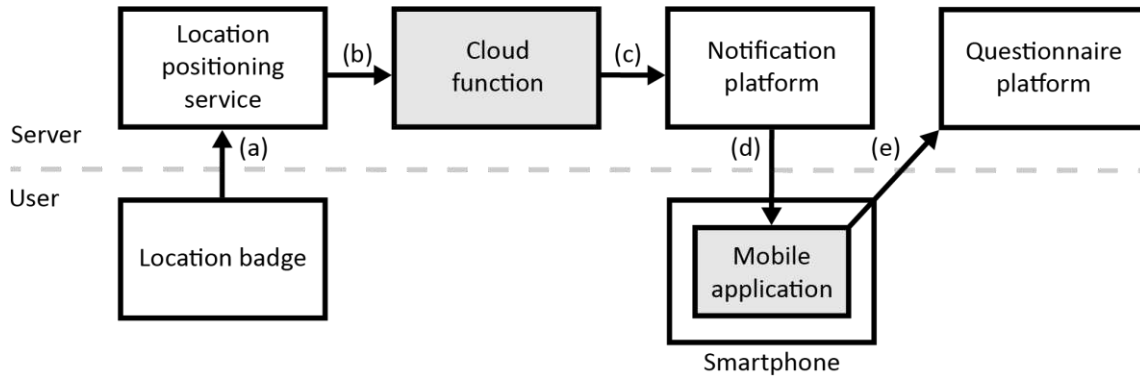 Location
positioning
service
(b)
Cloud
function
(c)
Notification
platform
Questionnaire
platform
Server
(a)
(d)
(e)
User
Location badge
Mobile
application
Smartphone